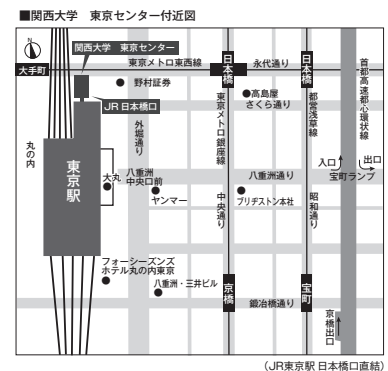 ■関西大学　東京センター付近図
N
関西大学　東京センター
大手町
東京メトロ東西線
日本橋
永代通り
日本橋
野村証券
高島屋
さくら通り
JR 日本橋口
首都高速都心環状線
丸の内
外堀通り
東京メトロ銀座線
都営浅草線
東京駅
入口
出口
宝町ランプ
大丸
八重洲
中央口前
八重洲通り
ヤンマー
中央通り
ブリヂストン本社
昭和通り
フォーシーズンズ
ホテル丸の内東京
八重洲・三井ビル
京橋
宝町
鍛冶橋通り
京橋出口
（JR東京駅 日本橋口直結）